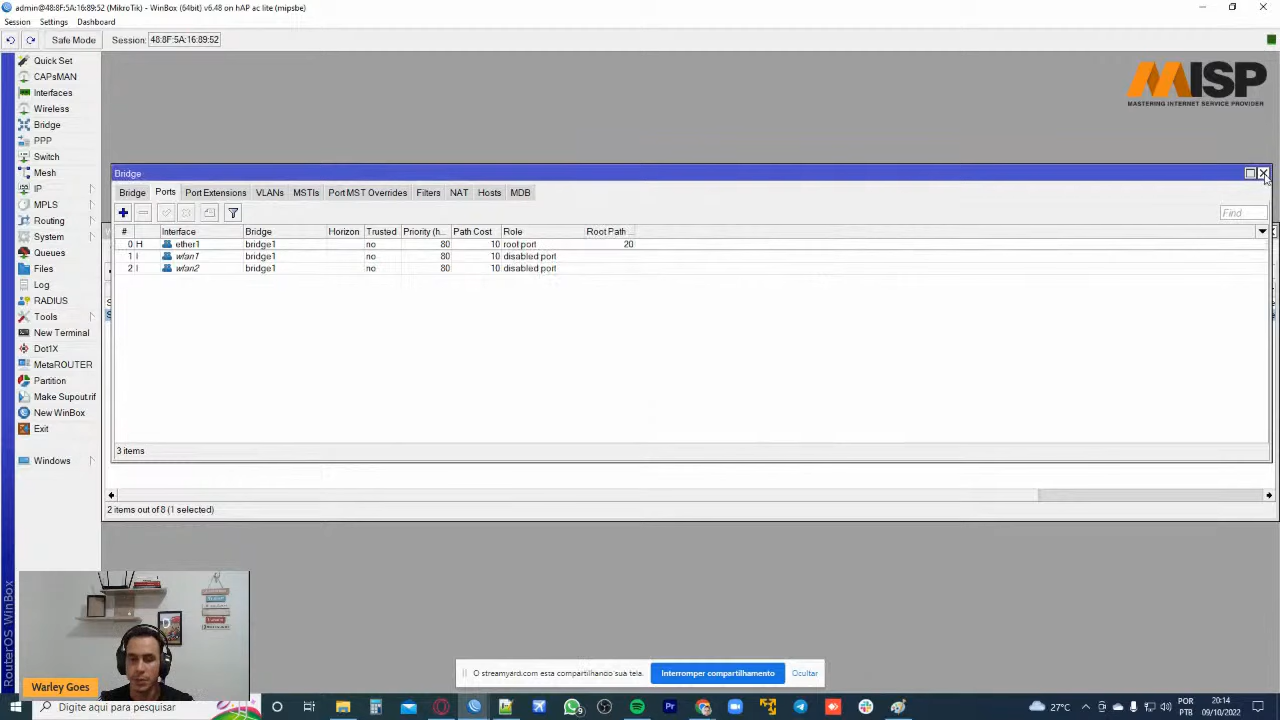 admin@48:8F:5A:16:89:52 (MikroTik) - WinBox (64bit) v6.48 on hAP ac lite (mipsbe)
Session Settings Dashboard
Safe Mode Session: 48:8F:5A:16:89:52
Quick Set
CAPsMAN
Interfaces
Wireless
Bridge
PPP
Switch
Mesh
IP
MPLS
Routing
System
Queues
Files
Log
RADIUS
Tools
New Terminal
Dot1X
MetaROUTER
Partition
Make Supout.rif
New WinBox
Exit
Windows
RouterOS WinBox
MISP
MASTERING INTERNET SERVICE PROVIDER
Bridge
Bridge Ports Port Extensions VLANs MSTIs Port MST Overrides Filters NAT Hosts MDB
Find
# Interface Bridge Horizon Trusted Priority (h... Path Cost Role Root Path ...
0 H ether1 bridge1 no 80 10 root port 20
1 I wlan1 bridge1 no 80 10 disabled port
2 I wlan2 bridge1 no 80 10 disabled port
3 items
2 items out of 8 (1 selected)
Warley Goes
O streamyard.com está compartilhando sua tela. Interromper compartilhamento Ocultar
Digite aqui para pesquisar
27°C
POR
PTB
20:14
09/10/2022